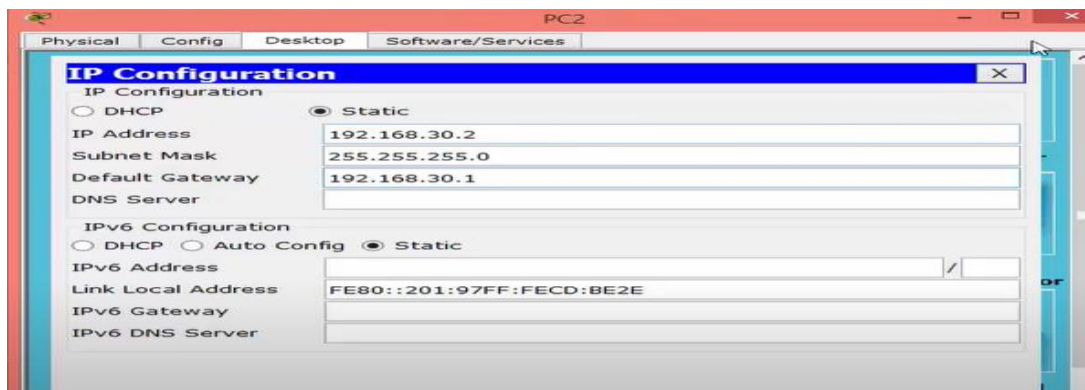 PC2
Physical Config Desktop Software/Services
IP Configuration
IP Configuration
DHCP Static
IP Address 192.168.30.2
Subnet Mask 255.255.255.0
Default Gateway 192.168.30.1
DNS Server
IPv6 Configuration
DHCP Auto Config Static
IPv6 Address /
Link Local Address FE80::201:97FF:FECD:BE2E
IPv6 Gateway
IPv6 DNS Server
or